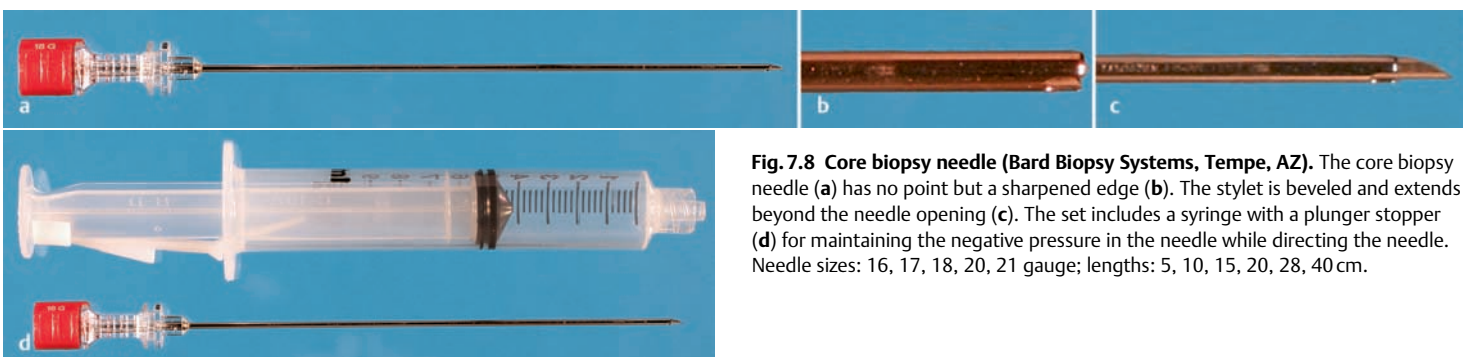 18 G
a
b
c
Fig. 7.8 Core biopsy needle (Bard Biopsy Systems, Tempe, AZ). The core biopsy
needle (a) has no point but a sharpened edge (b). The stylet is beveled and extends
beyond the needle opening (c). The set includes a syringe with a plunger stopper
(d) for maintaining the negative pressure in the needle while directing the needle.
Needle sizes: 16, 17, 18, 20, 21 gauge; lengths: 5, 10, 15, 20, 28, 40 cm.
18 G
d